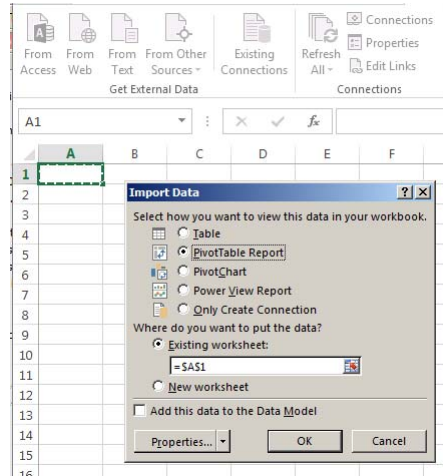 From From From From Other Existing Refresh Connections
Access Web Text Sources Connections All Properties
Edit Links
Get External Data Connections
A1 fx
A B C D E F
1
2
Import Data ? X
3
Select how you want to view this data in your workbook.
4
Table
5
PivotTable Report
6
PivotChart
7
Power View Report
8
Only Create Connection
9
Where do you want to put the data?
Existing worksheet:
10
=$A$1
11
New worksheet
12
13
Add this data to the Data Model
14
Properties... OK Cancel
15
16